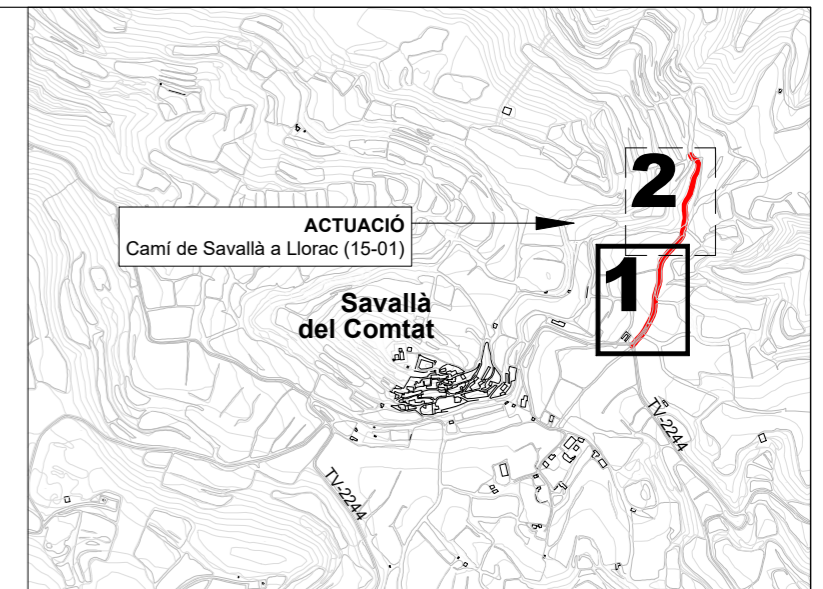 2
ACTUACIÓ
Camí de Savallà a Llorac (15-01)
1
Savallà
del Comtat
TV-2244
TV-2244